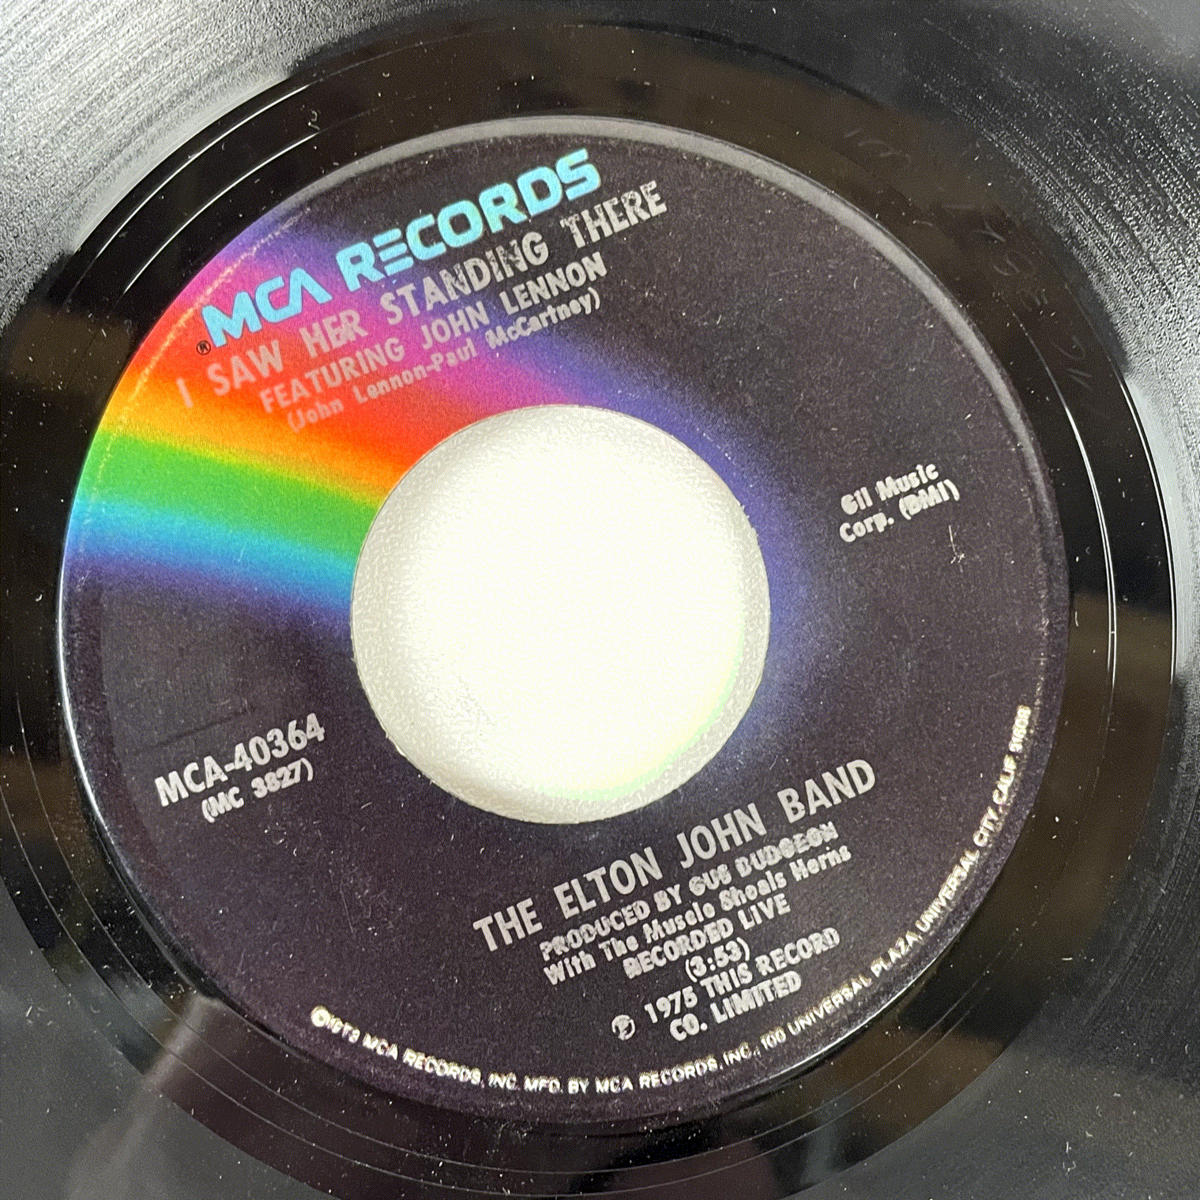 MCA RECORDS
®
I SAW HER STANDING THERE
FEATURING JOHN LENNON
(John Lennon-Paul McCartney)
Gil Music
Corp. (BMI)
MCA-40364
(MC 3827)
THE ELTON JOHN BAND
PRODUCED BY GUS DUDGEON
With The Muscle Shoals Horns
RECORDED LIVE
(3:53)
℗ 1975 THIS RECORD
CO. LIMITED
MCA RECORDS, INC. MFD. BY MCA RECORDS, INC., 100 UNIVERSAL PLAZA UNIVERSAL CITY, CALIF.